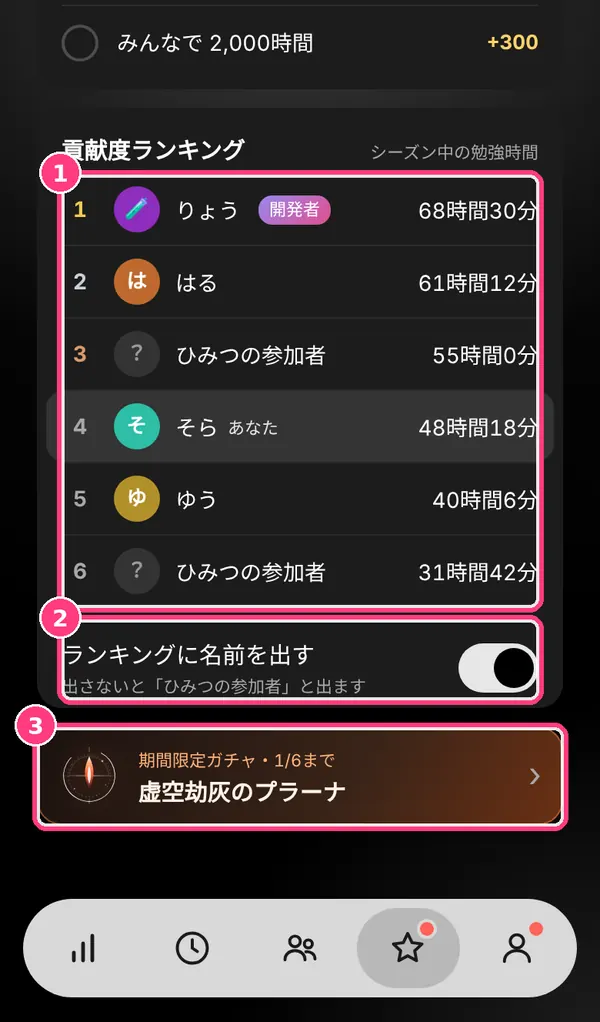 みんなで 2,000時間
+300
貢献度ランキング
シーズン中の勉強時間
1
1 りょう 開発者 68時間30分
2 は はる 61時間12分
3 ? ひみつの参加者 55時間0分
4 そ そら あなた 48時間18分
5 ゆ ゆう 40時間6分
6 ? ひみつの参加者 31時間42分
2
ランキングに名前を出す
出さないと「ひみつの参加者」と出ます
3
期間限定ガチャ・1/6まで
虚空劫灰のプラーナ